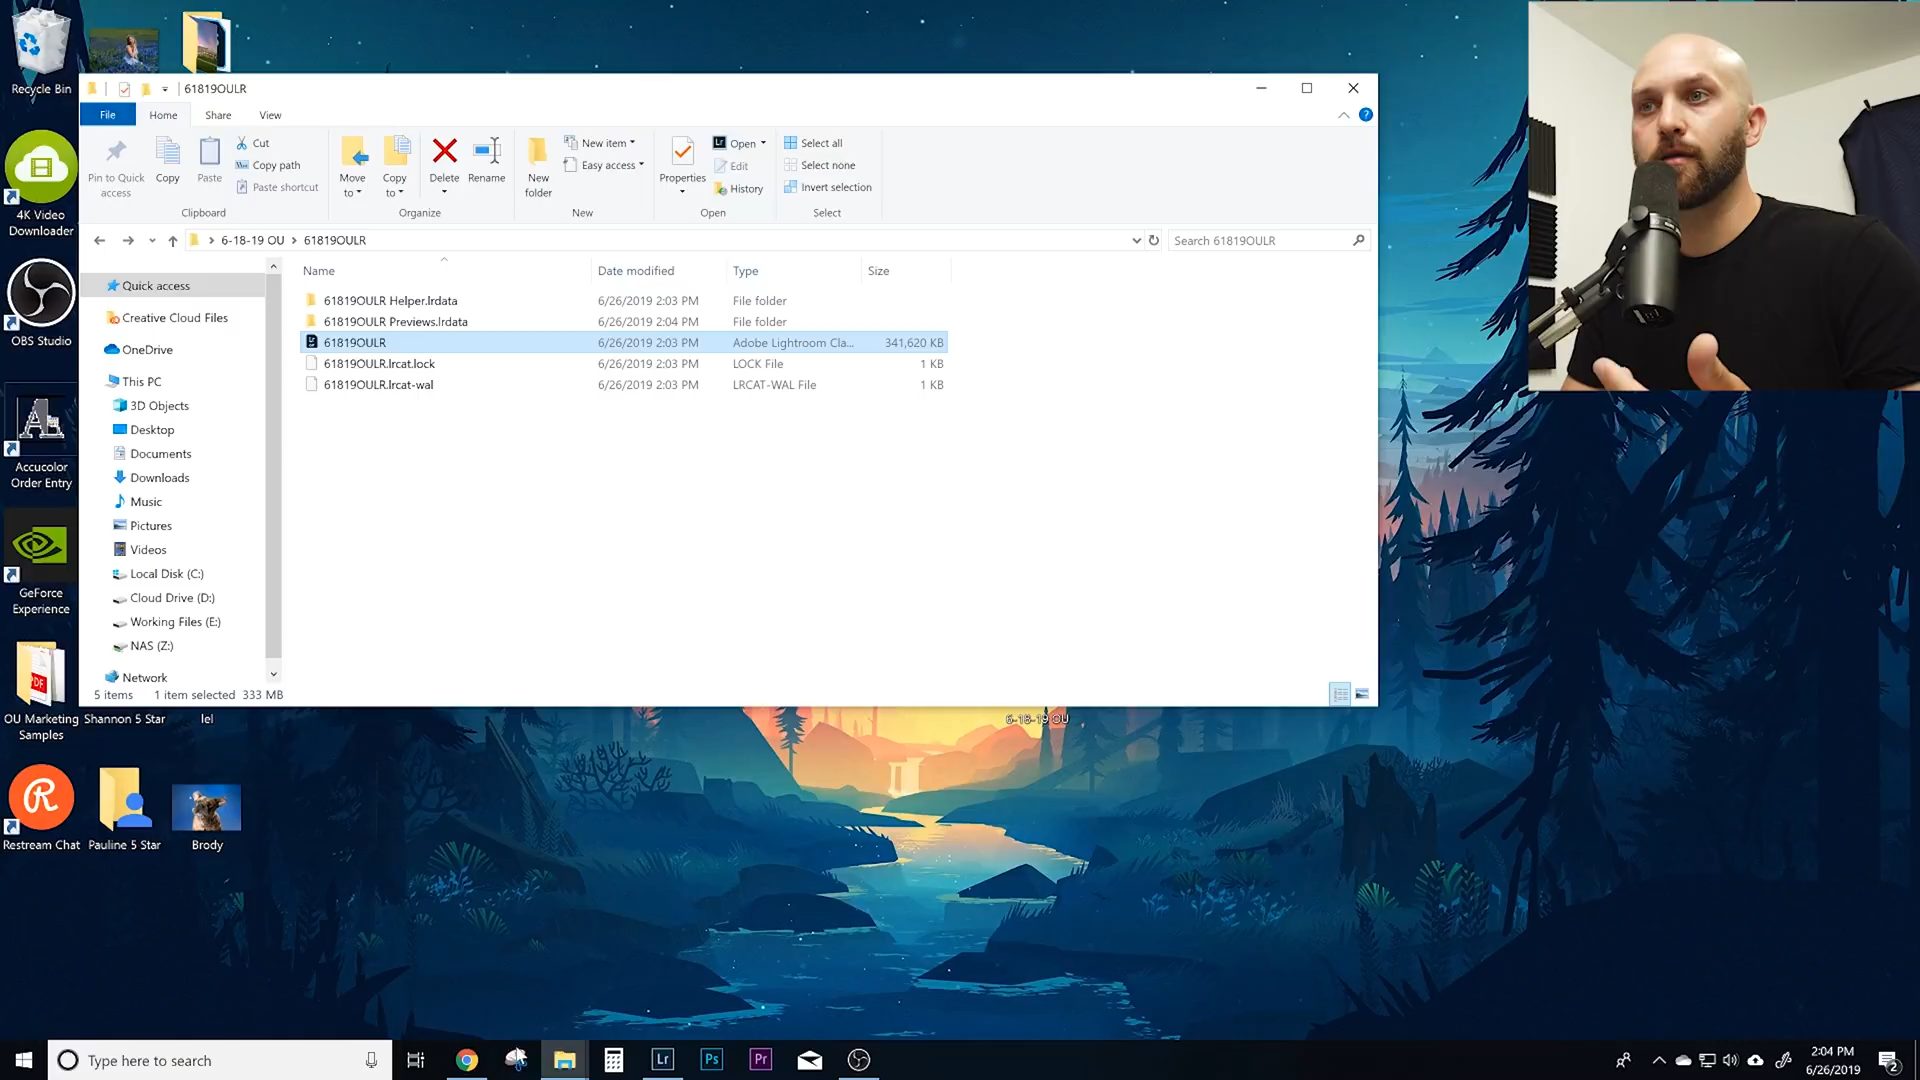 Recycle Bin
61819OULR
File
Home
Share
View
Pin to Quick access
Copy
Paste
Cut
Copy path
Paste shortcut
Clipboard
Move to
Copy to
Delete
Rename
Organize
New folder
New item
Easy access
New
Properties
Open
Edit
History
Open
Select all
Select none
Invert selection
Select
6-18-19 OU > 61819OULR
Search 61819OULR
Name
Date modified
Type
Size
61819OULR Helper.lrdata 6/26/2019 2:03 PM File folder
61819OULR Previews.lrdata 6/26/2019 2:04 PM File folder
61819OULR 6/26/2019 2:03 PM Adobe Lightroom Cla... 341,620 KB
61819OULR.lrcat.lock 6/26/2019 2:03 PM LOCK File 1 KB
61819OULR.lrcat-wal 6/26/2019 2:03 PM LRCAT-WAL File 1 KB
Quick access
Creative Cloud Files
OneDrive
This PC
3D Objects
Desktop
Documents
Downloads
Music
Pictures
Videos
Local Disk (C:)
Cloud Drive (D:)
Working Files (E:)
NAS (Z:)
Network
5 items 1 item selected 333 MB
4K Video
Downloader
OBS Studio
Accucolor
Order Entry
GeForce
Experience
PDF
OU Marketing
Samples
Shannon 5 Star
lel
6-18-19 OU
Restream Chat
Pauline 5 Star
Brody
Type here to search
Lr
Ps
Pr
2:04 PM
6/26/2019
2